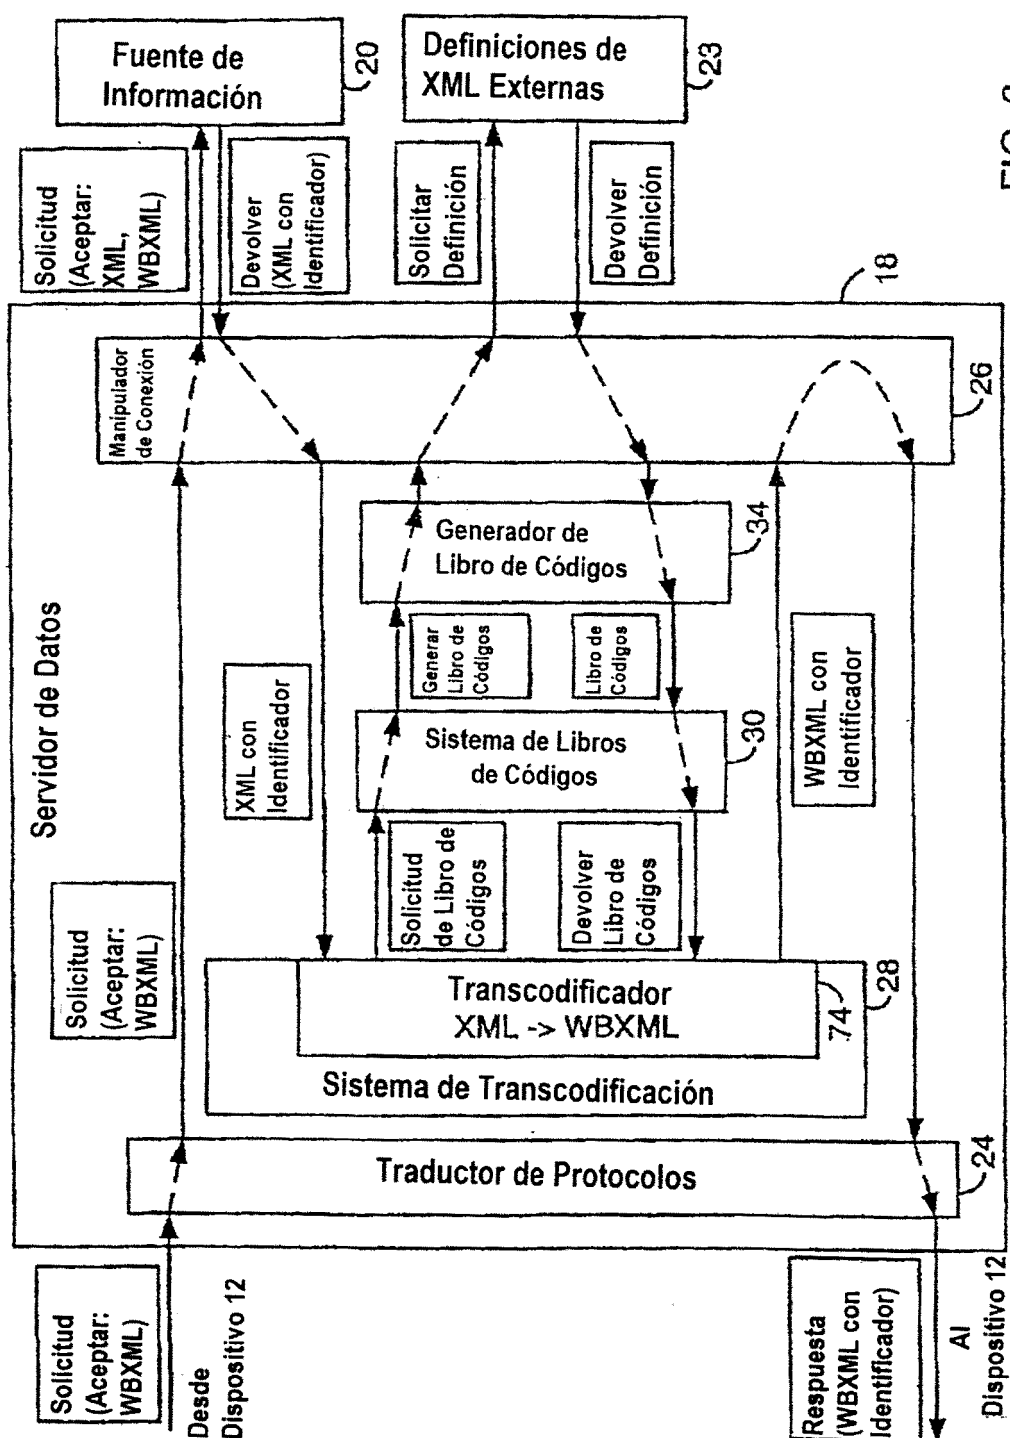 Solicitud
(Aceptar:
WBXML)
Desde
Dispositivo 12
Respuesta
(WBXML con
Identificador)
Al
Dispositivo 12
Servidor de Datos
18
Traductor de Protocolos
24
Solicitud
(Aceptar:
WBXML)
Transcodificador
XML -> WBXML
74
Sistema de Transcodificación
28
XML con
Identificador
Solicitud
de Libro de
Códigos
Devolver
Libro de
Códigos
Sistema de Libros
de Códigos
30
Generar
Libro de
Códigos
Libro de
Códigos
Generador de
Libro de Códigos
34
WBXML con
Identificador
Manipulador
de Conexión
26
Solicitud
(Aceptar:
XML,
WBXML)
Devolver
(XML con
Identificador)
Solicitar
Definición
Devolver
Definición
Fuente de
Información
20
Definiciones de
XML Externas
23
FIG.